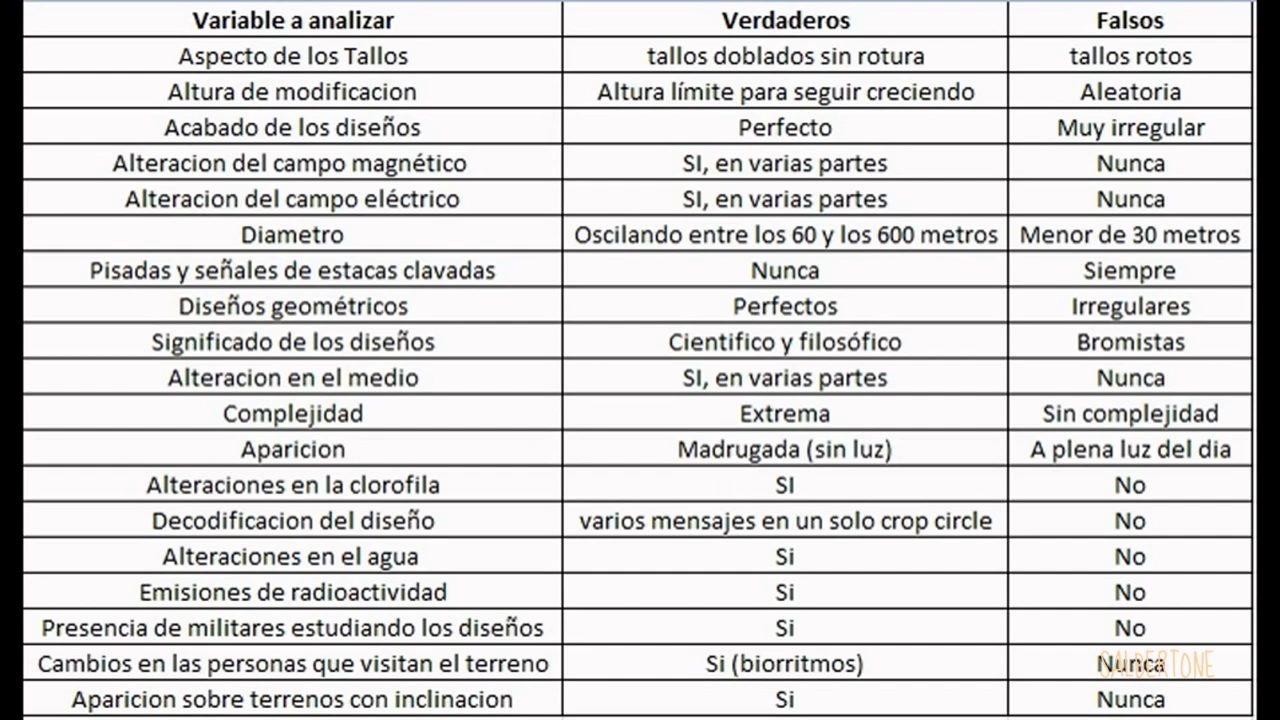 Variable a analizar Verdaderos Falsos
Aspecto de los Tallos tallos doblados sin rotura tallos rotos
Altura de modificacion Altura límite para seguir creciendo Aleatoria
Acabado de los diseños Perfecto Muy irregular
Alteracion del campo magnético SI, en varias partes Nunca
Alteracion del campo eléctrico SI, en varias partes Nunca
Diametro Oscilando entre los 60 y los 600 metros Menor de 30 metros
Pisadas y señales de estacas clavadas Nunca Siempre
Diseños geométricos Perfectos Irregulares
Significado de los diseños Cientifico y filosófico Bromistas
Alteracion en el medio SI, en varias partes Nunca
Complejidad Extrema Sin complejidad
Aparicion Madrugada (sin luz) A plena luz del dia
Alteraciones en la clorofila SI No
Decodificacion del diseño varios mensajes en un solo crop circle No
Alteraciones en el agua Si No
Emisiones de radioactividad Si No
Presencia de militares estudiando los diseños Si No
Cambios en las personas que visitan el terreno Si (biorritmos) Nunca
GALBERTONE
Aparicion sobre terrenos con inclinacion Si Nunca